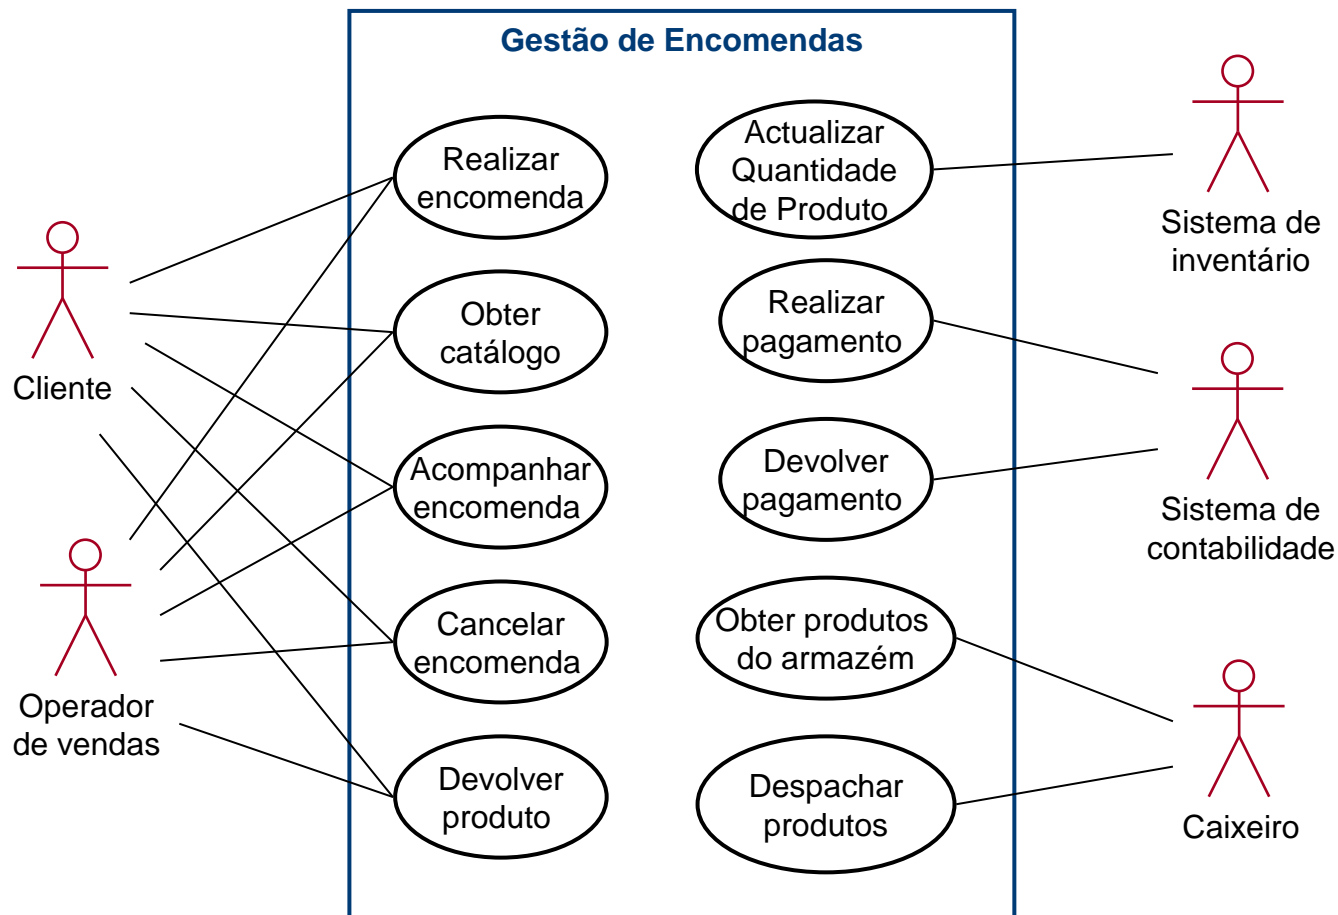 Gestão de Encomendas
Realizar
encomenda
Obter
catálogo
Acompanhar
encomenda
Cancelar
encomenda
Devolver
produto
Actualizar
Quantidade
de Produto
Realizar
pagamento
Devolver
pagamento
Obter produtos
do armazém
Despachar
produtos
Cliente
Operador
de vendas
Sistema de
inventário
Sistema de
contabilidade
Caixeiro